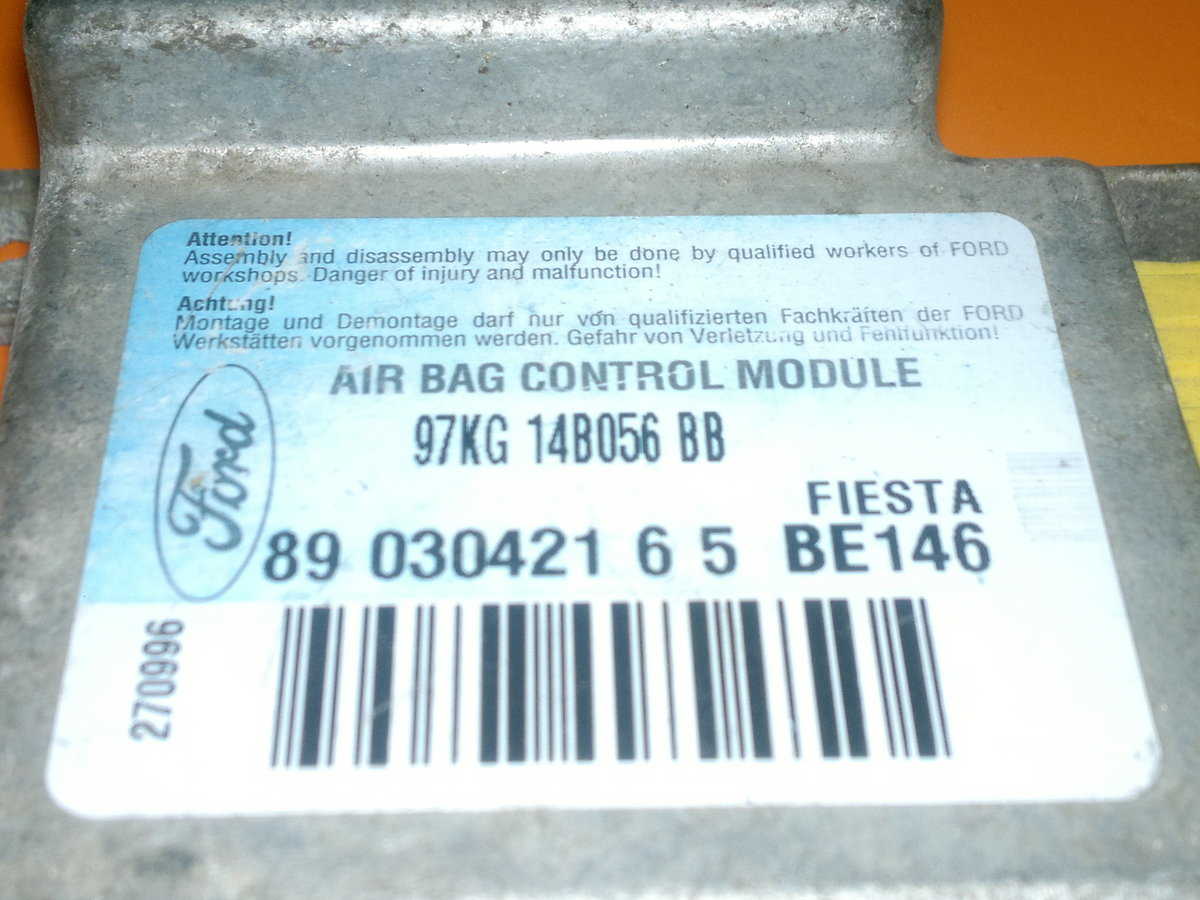 Attention!
Assembly and disassembly may only be done by qualified workers of FORD
workshops. Danger of injury and malfunction!
Achtung!
Montage und Demontage darf nur von qualifizierten Fachkräften der FORD
Werkstätten vorgenommen werden. Gefahr von Verletzung und Fehlfunktion!
AIR BAG CONTROL MODULE
97KG 14B056 BB
Ford
FIESTA
89 030421 6 5 BE146
270996